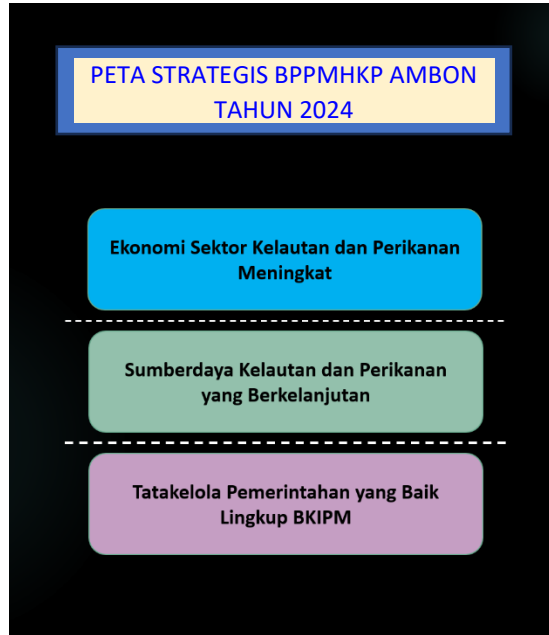 PETA STRATEGIS BPPMHKP AMBON
TAHUN 2024
Ekonomi Sektor Kelautan dan Perikanan
Meningkat
Sumberdaya Kelautan dan Perikanan
yang Berkelanjutan
Tatakelola Pemerintahan yang Baik
Lingkup BKIPM